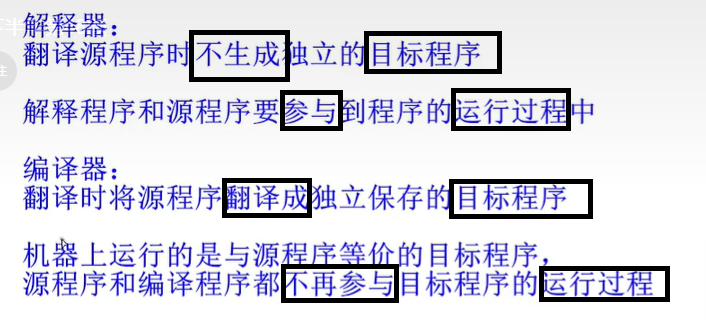 解释器：
翻译源程序时不生成独立的目标程序
解释程序和源程序要参与到程序的运行过程中
编译器：
翻译时将源程序翻译成独立保存的目标程序
机器上运行的是与源程序等价的目标程序，
源程序和编译程序都不再参与目标程序的运行过程